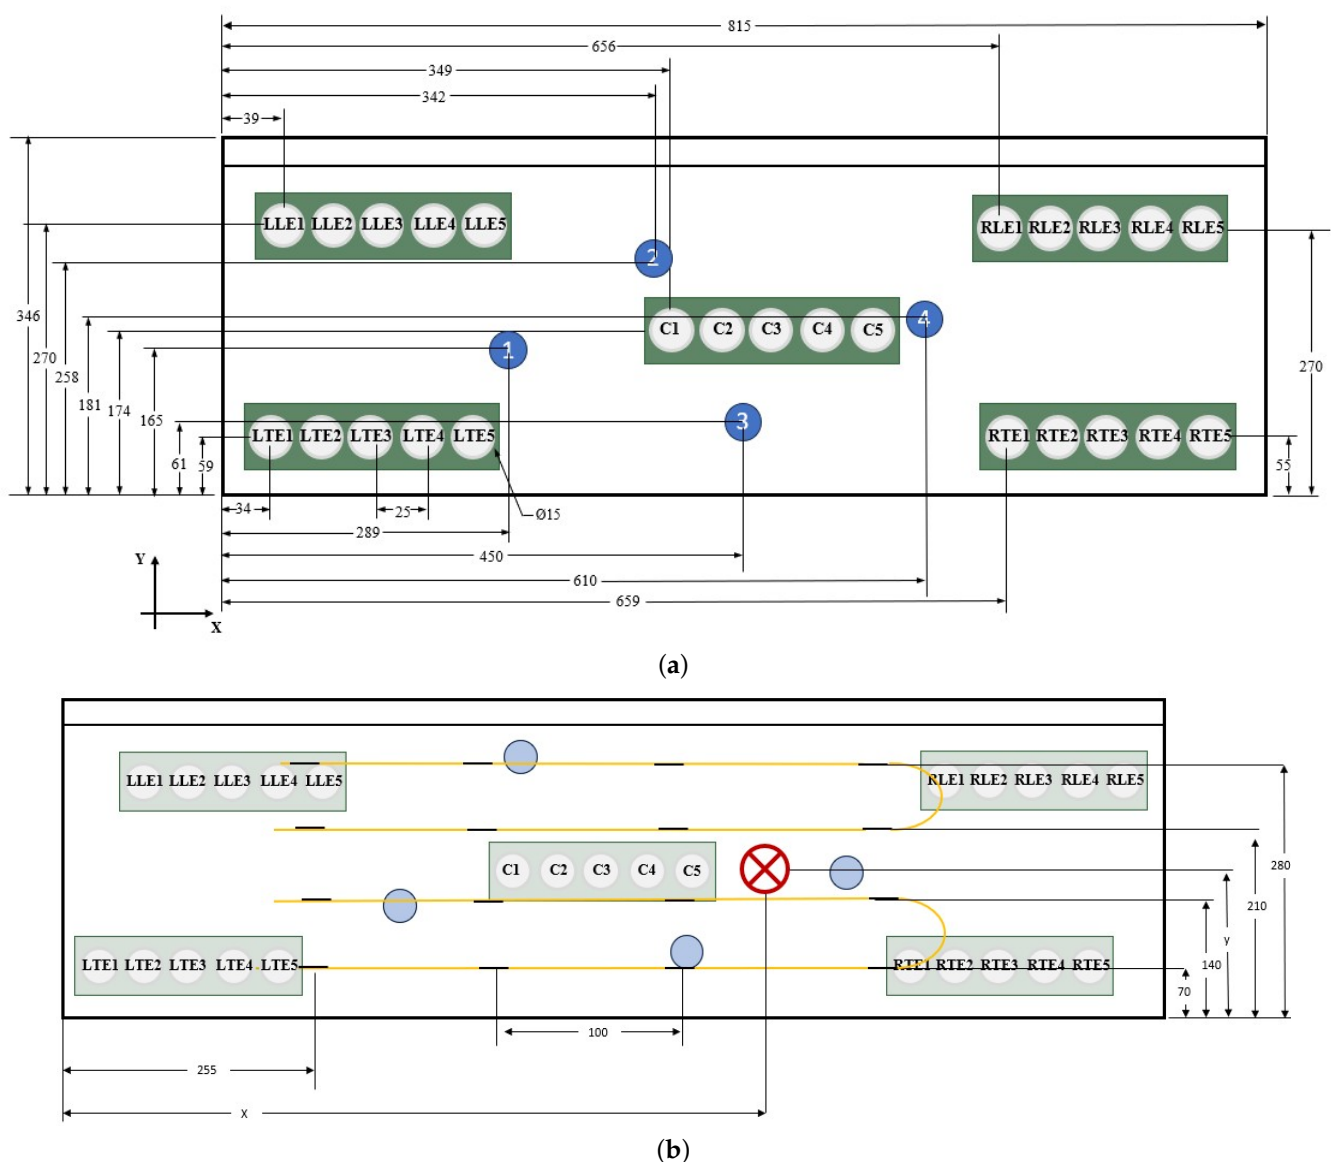 815
656
349
342
39
LLE1 LLE2 LLE3 LLE4 LLE5
RLE1 RLE2 RLE3 RLE4 RLE5
2
346
270
258
181
174
165
61
59
C1 C2 C3 C4 C5
4
1
270
3
LTE1 LTE2 LTE3 LTE4 LTE5
RTE1 RTE2 RTE3 RTE4 RTE5
55
34
25
Ø15
289
450
610
659
Y
X
(a)
LLE1 LLE2 LLE3 LLE4 LLE5
RLE1 RLE2 RLE3 RLE4 RLE5
C1 C2 C3 C4 C5
280
210
y
140
70
LTE1 LTE2 LTE3 LTE4 LTE5
RTE1 RTE2 RTE3 RTE4 RTE5
100
255
X
(b)